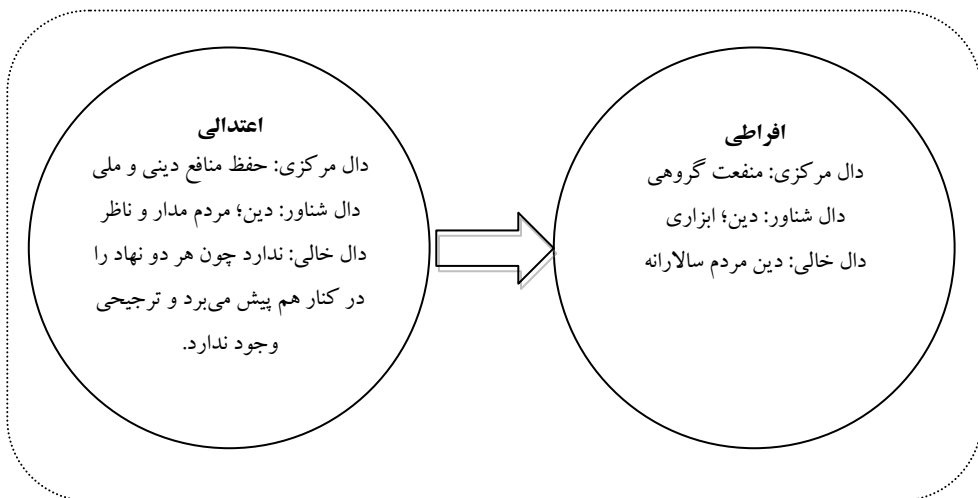 افراطی
دال مرکزی: منفعت گروهی
دال شناور: دین؛ ابزاری
دال خالی: دین مردم سالارانه
اعتدالی
دال مرکزی: حفظ منافع دینی و ملی
دال شناور: دین؛ مردم مدار و ناظر
دال خالی: ندارد چون هر دو نهاد را
در کنار هم پیش می‌برد و ترجیحی
وجود ندارد.